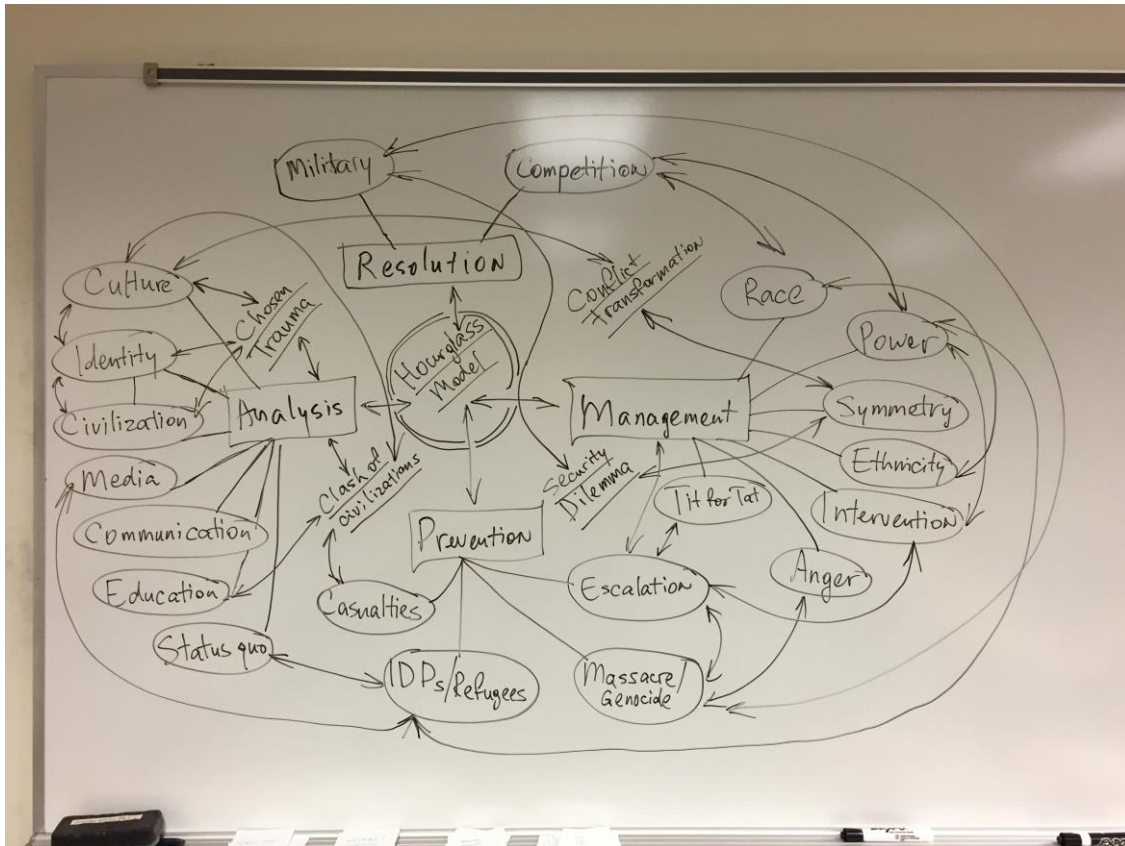 Military
Competition
Resolution
Culture
Chosen
Trauma
Conflict
Transformation
Race
Identity
Hourglass
Model
Power
Civilization
Analysis
Management
Symmetry
Media
Clash of
Civilizations
Security
Dilemma
Ethnicity
Tit for Tat
Intervention
Communication
Prevention
Education
Casualties
Escalation
Anger
Status quo
IDPs/Refugees
Massacre/
Genocide
EXPO